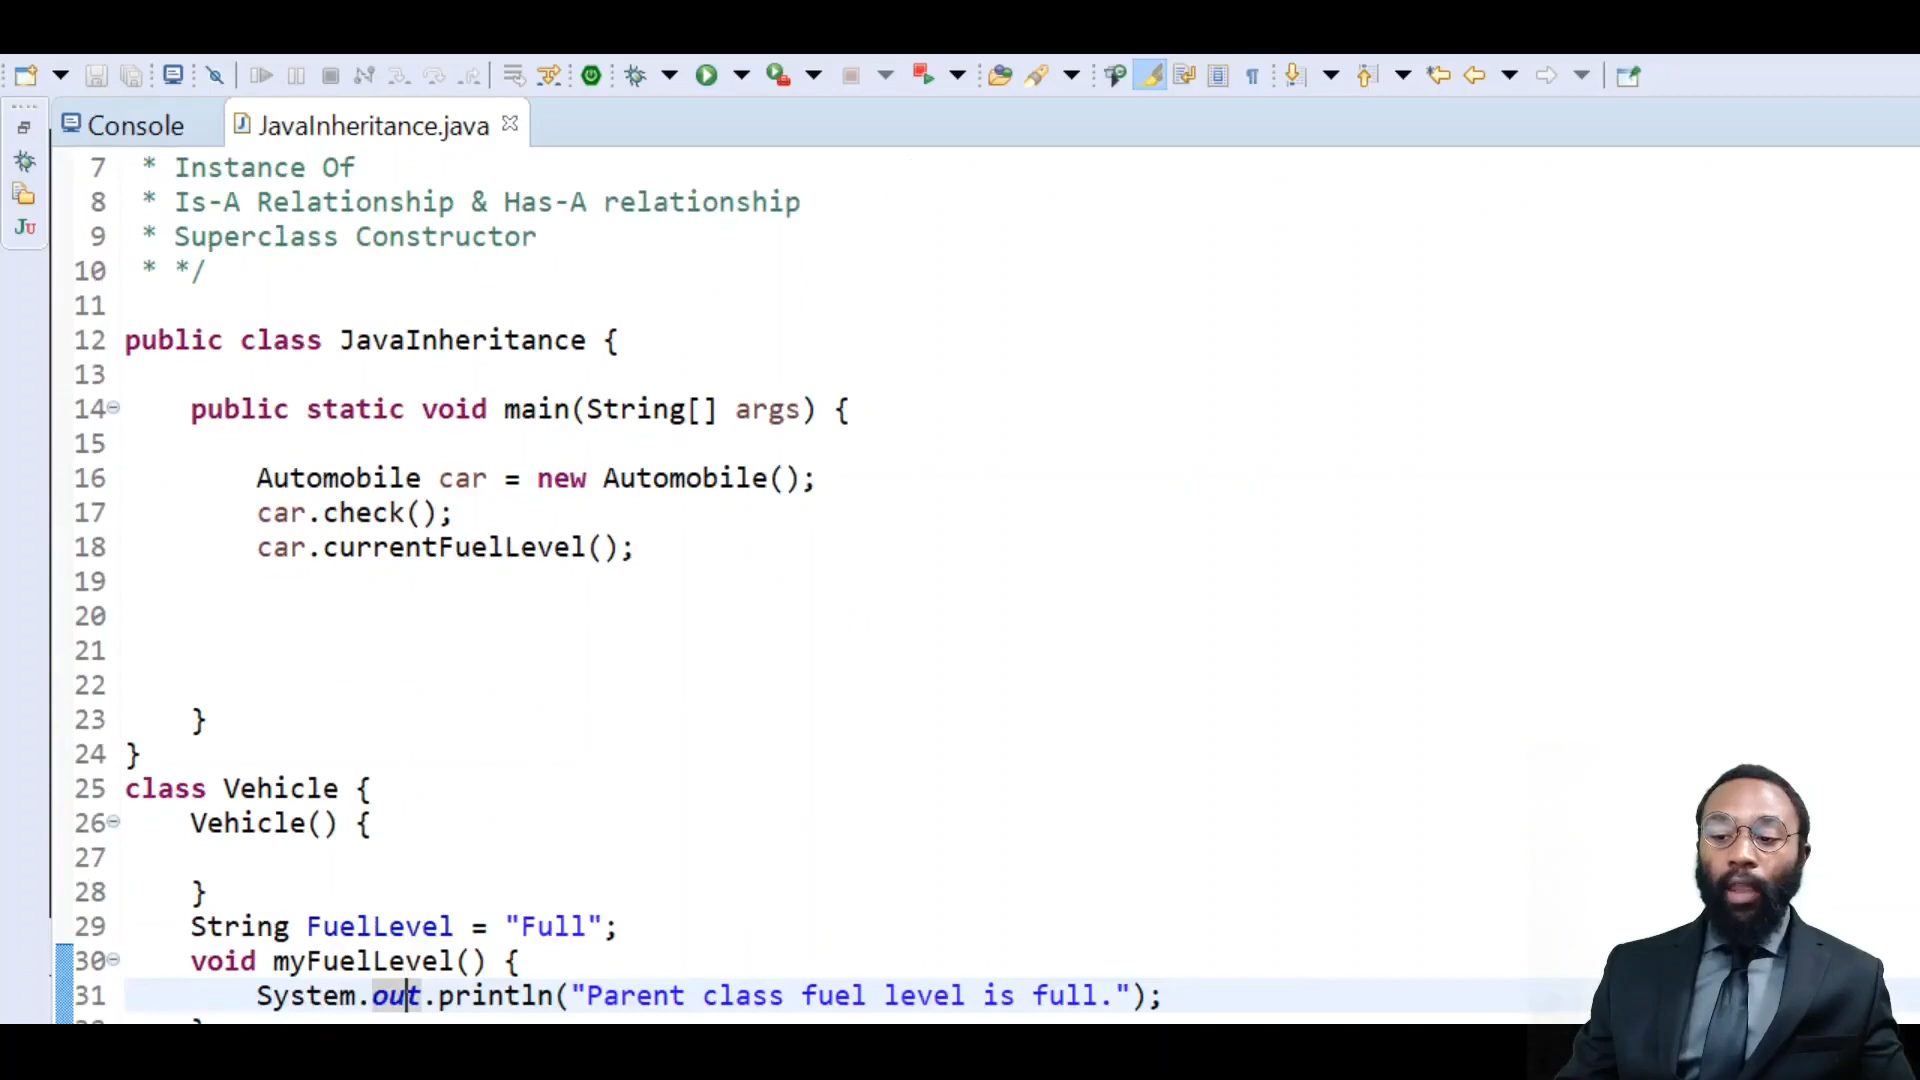 Console
JavaInheritance.java
Ju
7 * Instance Of
8 * Is-A Relationship & Has-A relationship
9 * Superclass Constructor
10 * */
11
12 public class JavaInheritance {
13
14 public static void main(String[] args) {
15
16 Automobile car = new Automobile();
17 car.check();
18 car.currentFuelLevel();
19
20
21
22
23 }
24 }
25 class Vehicle {
26 Vehicle() {
27
28 }
29 String FuelLevel = "Full";
30 void myFuelLevel() {
31 System.out.println("Parent class fuel level is full.");